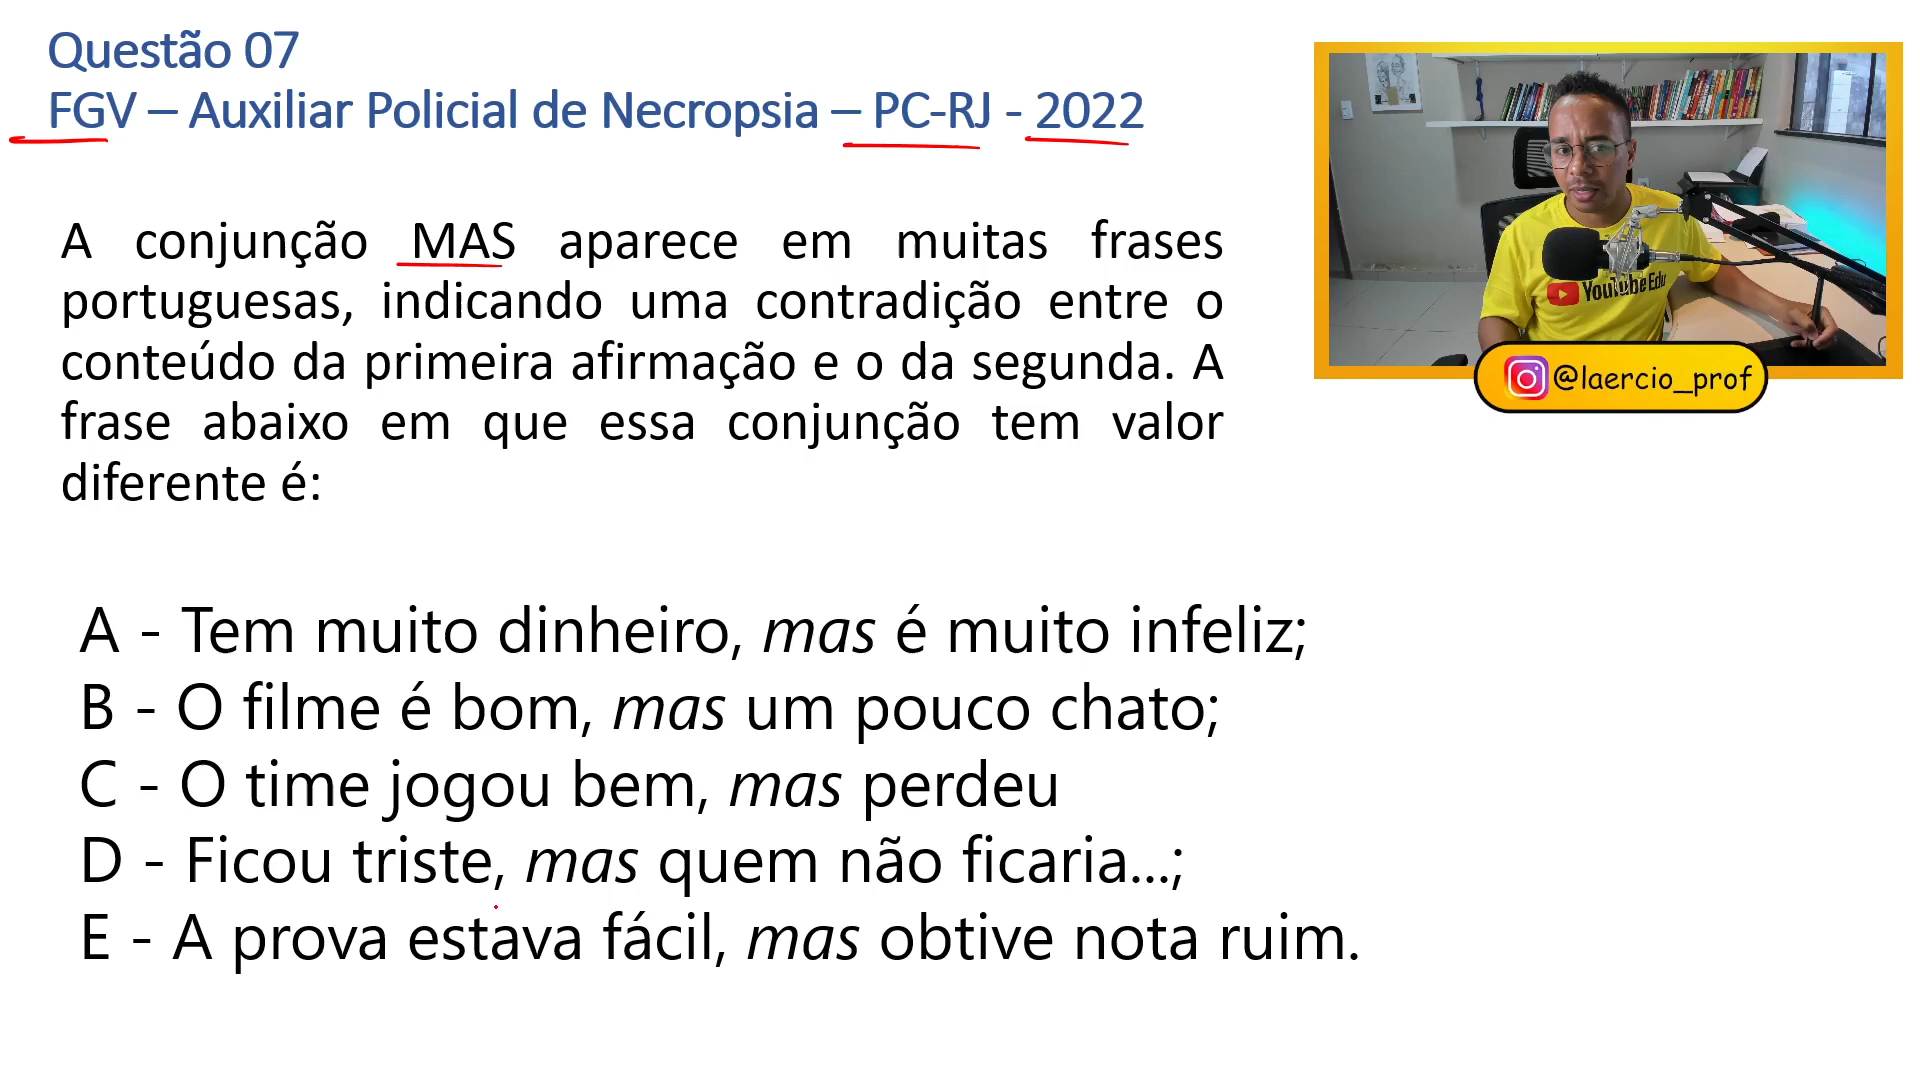 Questão 07
FGV – Auxiliar Policial de Necropsia – PC-RJ - 2022
A conjunção MAS aparece em muitas frases
portuguesas, indicando uma contradição entre o
conteúdo da primeira afirmação e o da segunda. A
frase abaixo em que essa conjunção tem valor
diferente é:
A - Tem muito dinheiro, mas é muito infeliz;
B - O filme é bom, mas um pouco chato;
C - O time jogou bem, mas perdeu
D - Ficou triste, mas quem não ficaria...;
E - A prova estava fácil, mas obtive nota ruim.
YouTube Edu
@laercio_prof